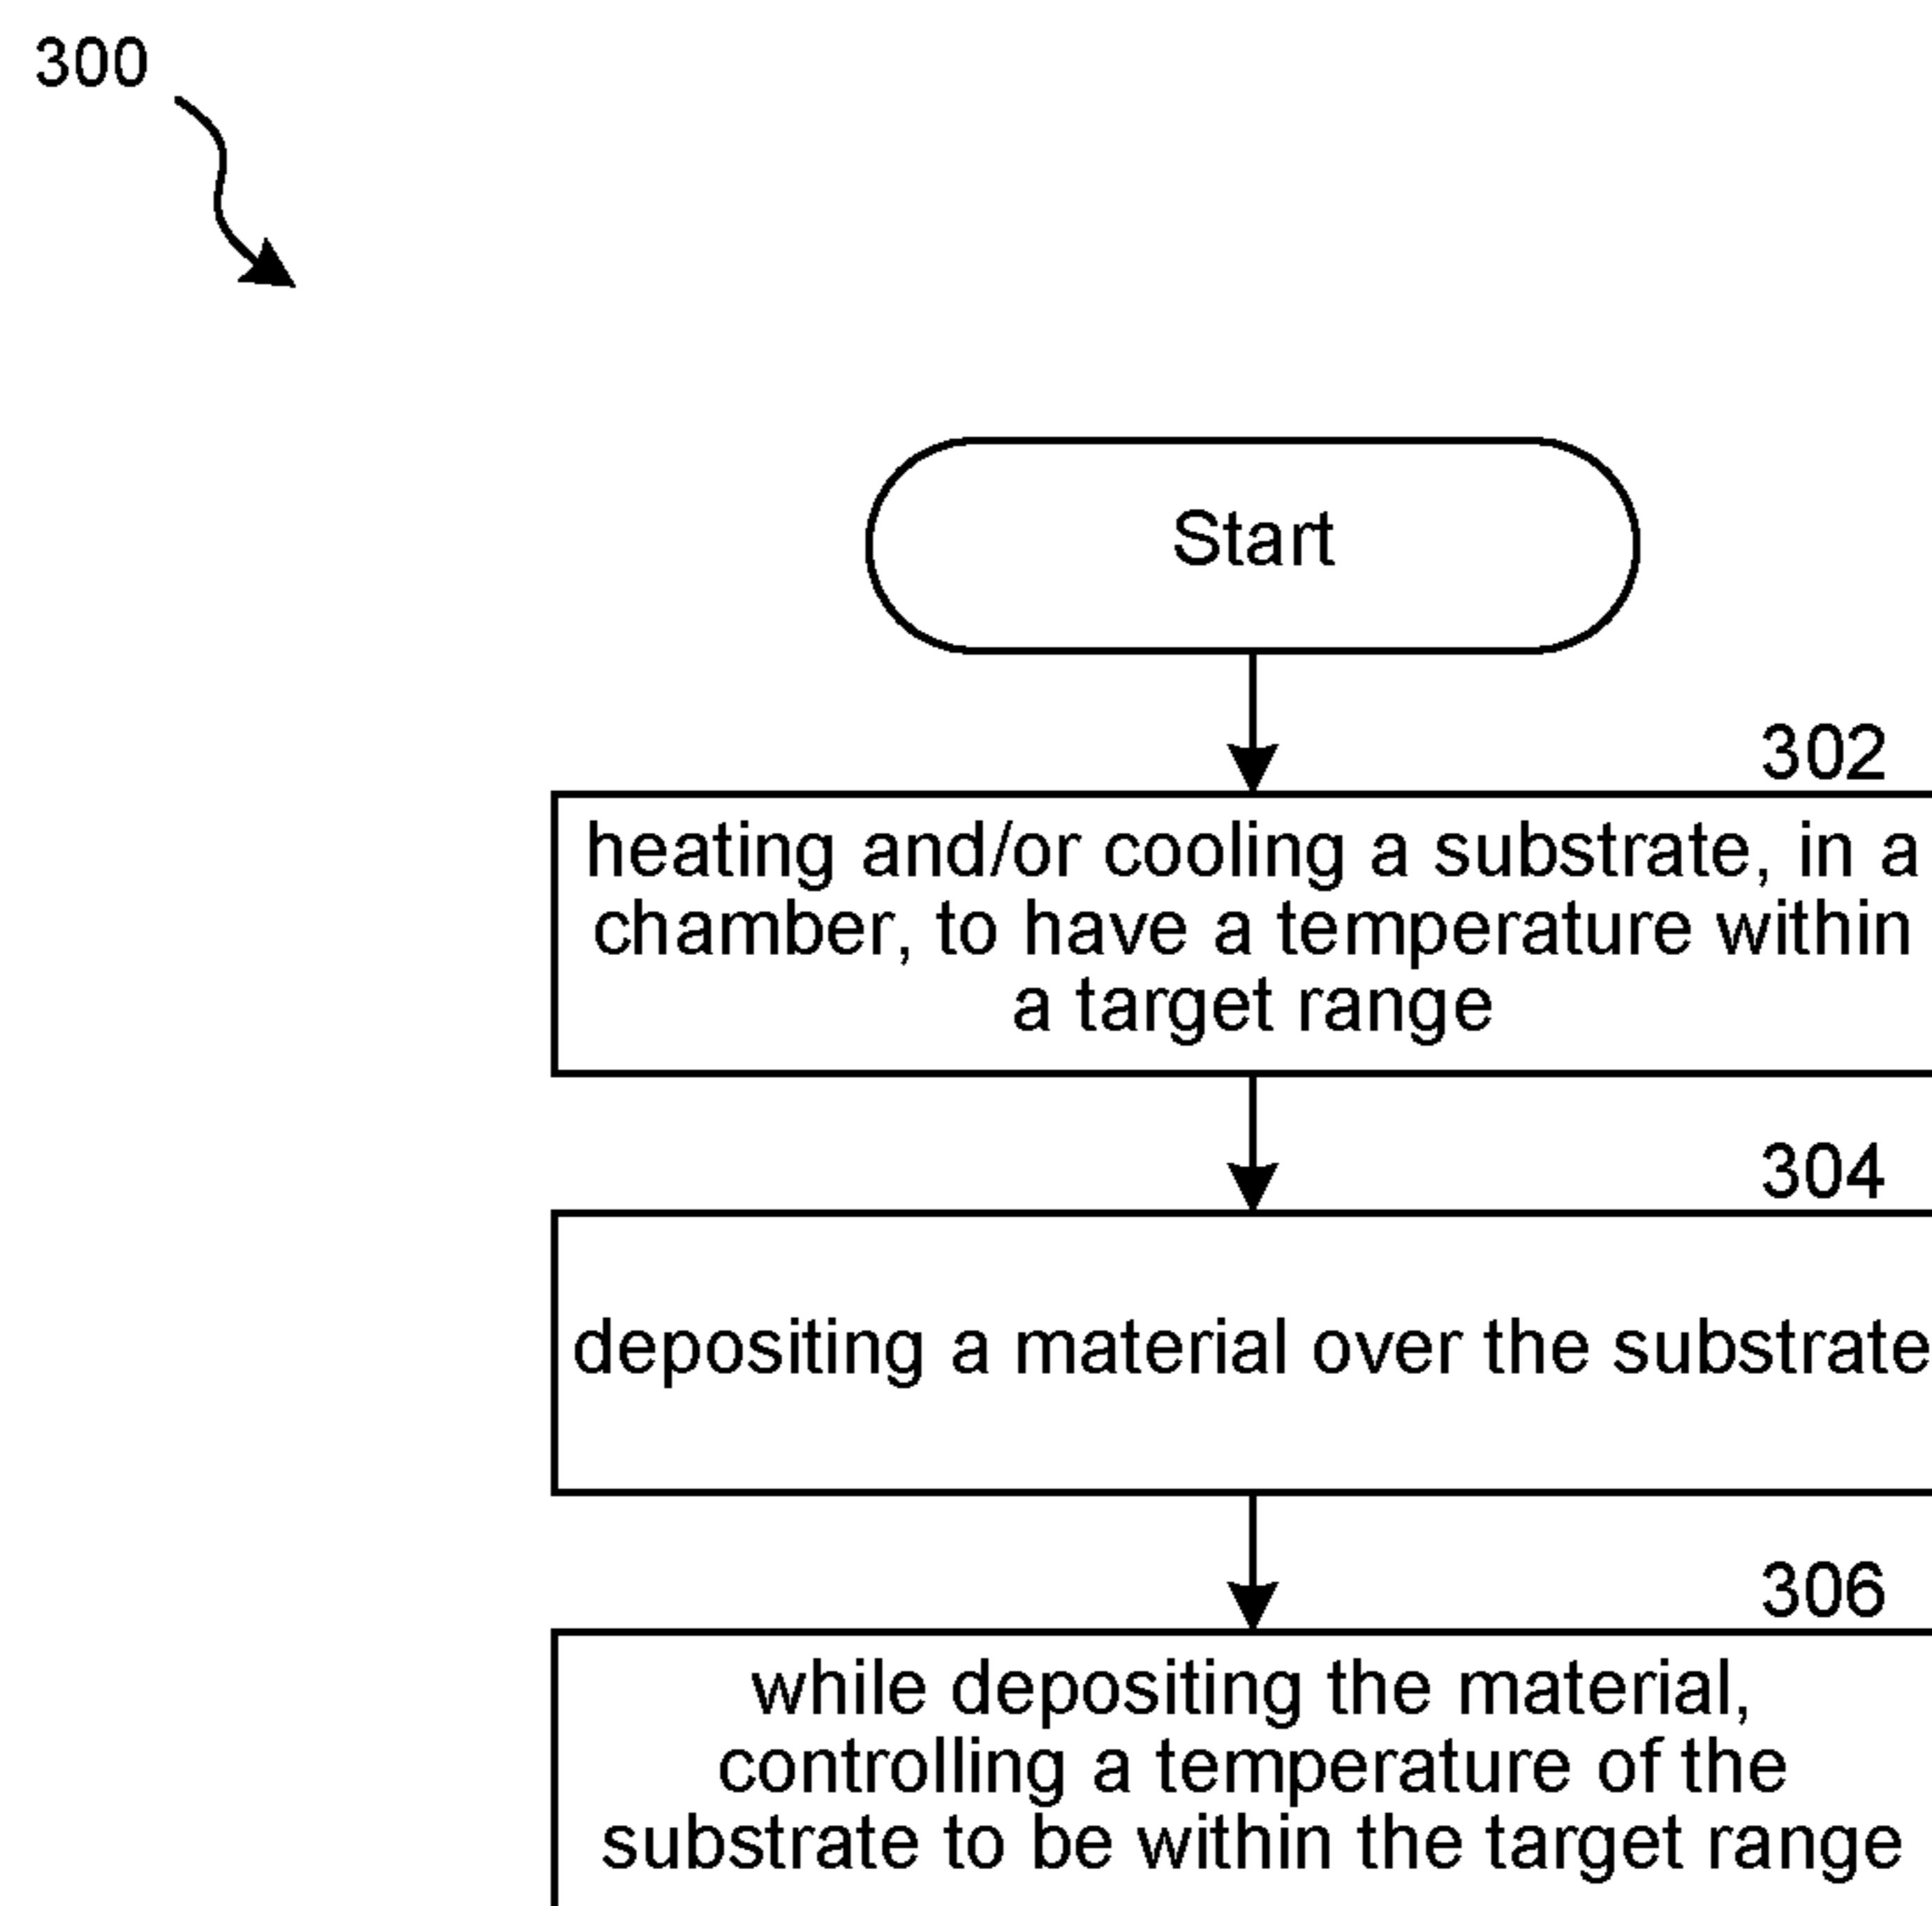 300
Start
302
heating and/or cooling a substrate, in a
chamber, to have a temperature within
a target range
304
depositing a material over the substrate
306
while depositing the material,
controlling a temperature of the
substrate to be within the target range